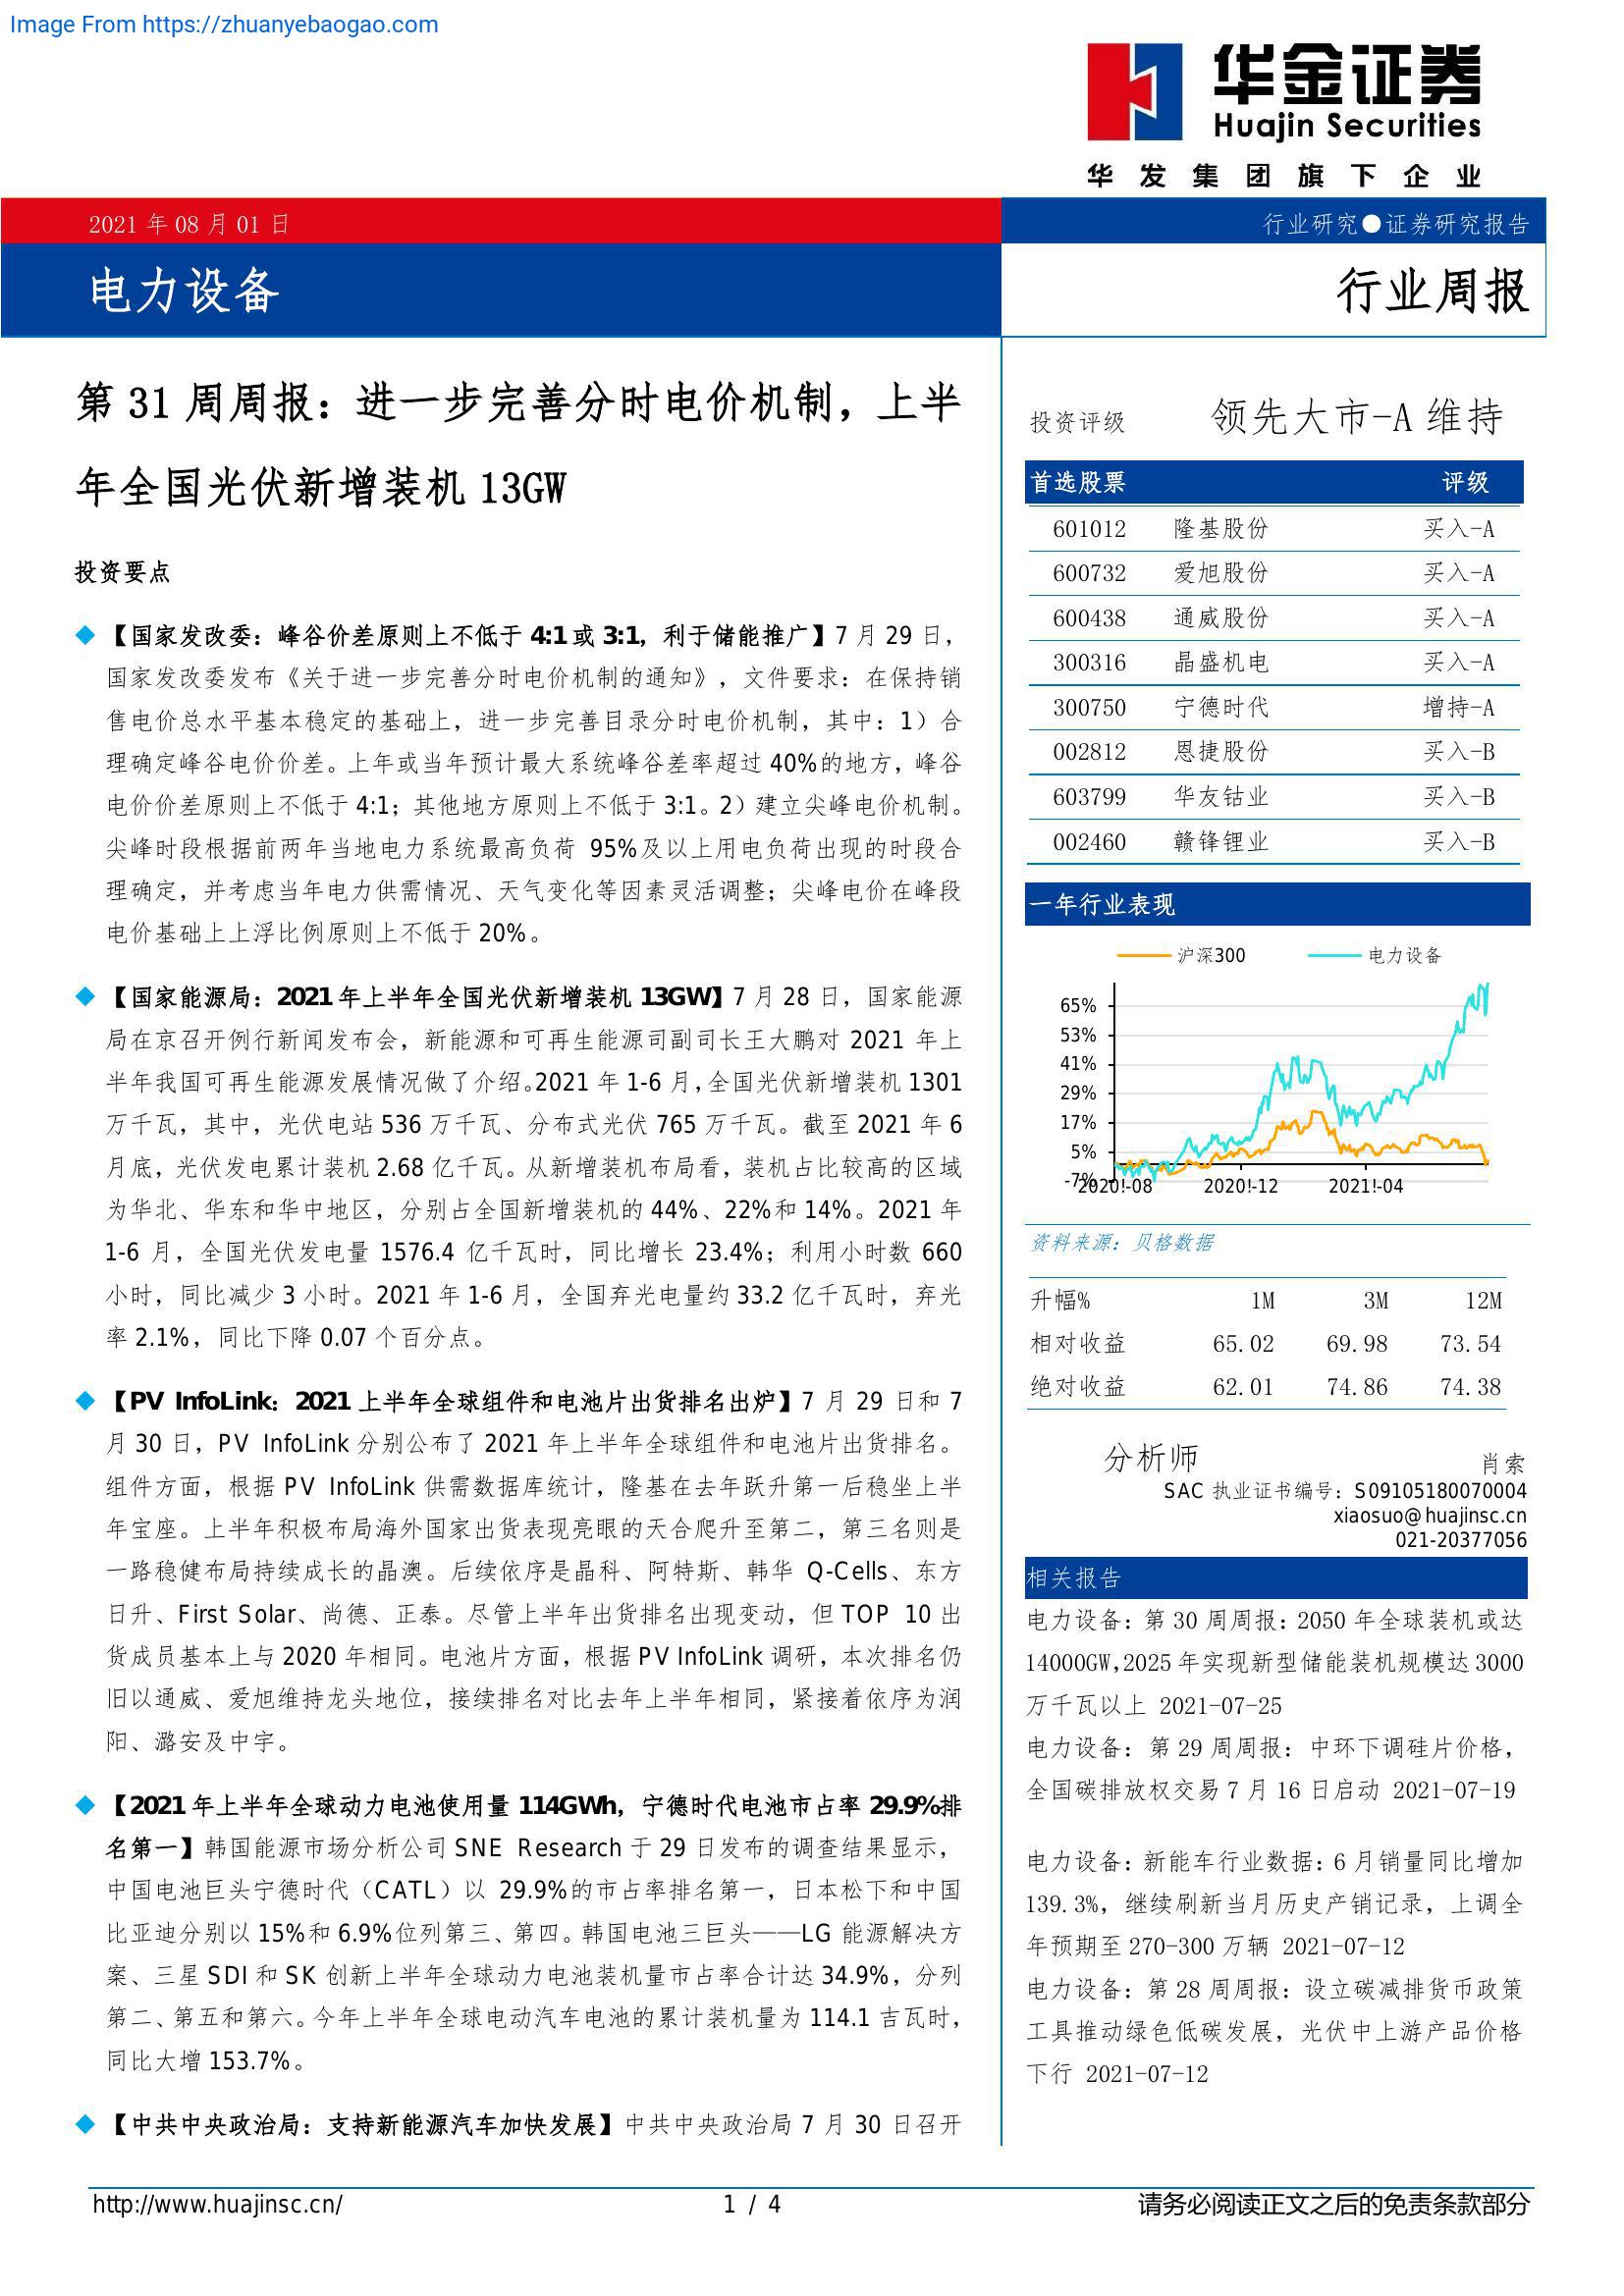 Image From https://zhuanyebaogao.com
华金证券
Huajin Securities
华发集团旗下企业
2021 年 08 月 01 日
行业研究●证券研究报告
电力设备
行业周报
第 31 周周报：进一步完善分时电价机制，上半
年全国光伏新增装机 13GW
投资要点
◆ 【国家发改委：峰谷价差原则上不低于 4:1 或 3:1，利于储能推广】7 月 29 日，
国家发改委发布《关于进一步完善分时电价机制的通知》，文件要求：在保持销
售电价总水平基本稳定的基础上，进一步完善目录分时电价机制，其中：1）合
理确定峰谷电价价差。上年或当年预计最大系统峰谷差率超过 40%的地方，峰谷
电价价差原则上不低于 4:1；其他地方原则上不低于 3:1。2）建立尖峰电价机制。
尖峰时段根据前两年当地电力系统最高负荷 95%及以上用电负荷出现的时段合
理确定，并考虑当年电力供需情况、天气变化等因素灵活调整；尖峰电价在峰段
电价基础上上浮比例原则上不低于 20%。
◆ 【国家能源局：2021 年上半年全国光伏新增装机 13GW】7 月 28 日，国家能源
局在京召开例行新闻发布会，新能源和可再生能源司副司长王大鹏对 2021 年上
半年我国可再生能源发展情况做了介绍。2021 年 1-6 月，全国光伏新增装机 1301
万千瓦，其中，光伏电站 536 万千瓦、分布式光伏 765 万千瓦。截至 2021 年 6
月底，光伏发电累计装机 2.68 亿千瓦。从新增装机布局看，装机占比较高的区域
为华北、华东和华中地区，分别占全国新增装机的 44%、22%和 14%。2021 年
1-6 月，全国光伏发电量 1576.4 亿千瓦时，同比增长 23.4%；利用小时数 660
小时，同比减少 3 小时。2021 年 1-6 月，全国弃光电量约 33.2 亿千瓦时，弃光
率 2.1%，同比下降 0.07 个百分点。
◆ 【PV InfoLink：2021 上半年全球组件和电池片出货排名出炉】7 月 29 日和 7
月 30 日，PV InfoLink 分别公布了 2021 年上半年全球组件和电池片出货排名。
组件方面，根据 PV InfoLink 供需数据库统计，隆基在去年跃升第一后稳坐上半
年宝座。上半年积极布局海外国家出货表现亮眼的天合爬升至第二，第三名则是
一路稳健布局持续成长的晶澳。后续依序是晶科、阿特斯、韩华 Q-Cells、东方
日升、First Solar、尚德、正泰。尽管上半年出货排名出现变动，但 TOP 10 出
货成员基本上与 2020 年相同。电池片方面，根据 PV InfoLink 调研，本次排名仍
旧以通威、爱旭维持龙头地位，接续排名对比去年上半年相同，紧接着依序为润
阳、潞安及中宇。
◆ 【2021 年上半年全球动力电池使用量 114GWh，宁德时代电池市占率 29.9%排
名第一】韩国能源市场分析公司 SNE Research 于 29 日发布的调查结果显示，
中国电池巨头宁德时代（CATL）以 29.9%的市占率排名第一，日本松下和中国
比亚迪分别以 15%和 6.9%位列第三、第四。韩国电池三巨头——LG 能源解决方
案、三星 SDI 和 SK 创新上半年全球动力电池装机量市占率合计达 34.9%，分列
第二、第五和第六。今年上半年全球电动汽车电池的累计装机量为 114.1 吉瓦时，
同比大增 153.7%。
◆ 【中共中央政治局：支持新能源汽车加快发展】中共中央政治局 7 月 30 日召开
投资评级 领先大市-A 维持
首选股票 评级
601012 隆基股份 买入-A
600732 爱旭股份 买入-A
600438 通威股份 买入-A
300316 晶盛机电 买入-A
300750 宁德时代 增持-A
002812 恩捷股份 买入-B
603799 华友钴业 买入-B
002460 赣锋锂业 买入-B
一年行业表现
沪深300 电力设备
65%
53%
41%
29%
17%
5%
-7%
2020!-08 2020!-12 2021!-04
资料来源：贝格数据
升幅% 1M 3M 12M
相对收益 65.02 69.98 73.54
绝对收益 62.01 74.86 74.38
分析师 肖索
SAC 执业证书编号：S09105180070004
xiaosuo@huajinsc.cn
021-20377056
相关报告
电力设备：第 30 周周报：2050 年全球装机或达
14000GW,2025 年实现新型储能装机规模达 3000
万千瓦以上 2021-07-25
电力设备：第 29 周周报：中环下调硅片价格，
全国碳排放权交易 7 月 16 日启动 2021-07-19
电力设备：新能车行业数据：6 月销量同比增加
139.3%，继续刷新当月历史产销记录，上调全
年预期至 270-300 万辆 2021-07-12
电力设备：第 28 周周报：设立碳减排货币政策
工具推动绿色低碳发展，光伏中上游产品价格
下行 2021-07-12
http://www.huajinsc.cn/ 1 / 4 请务必阅读正文之后的免责条款部分